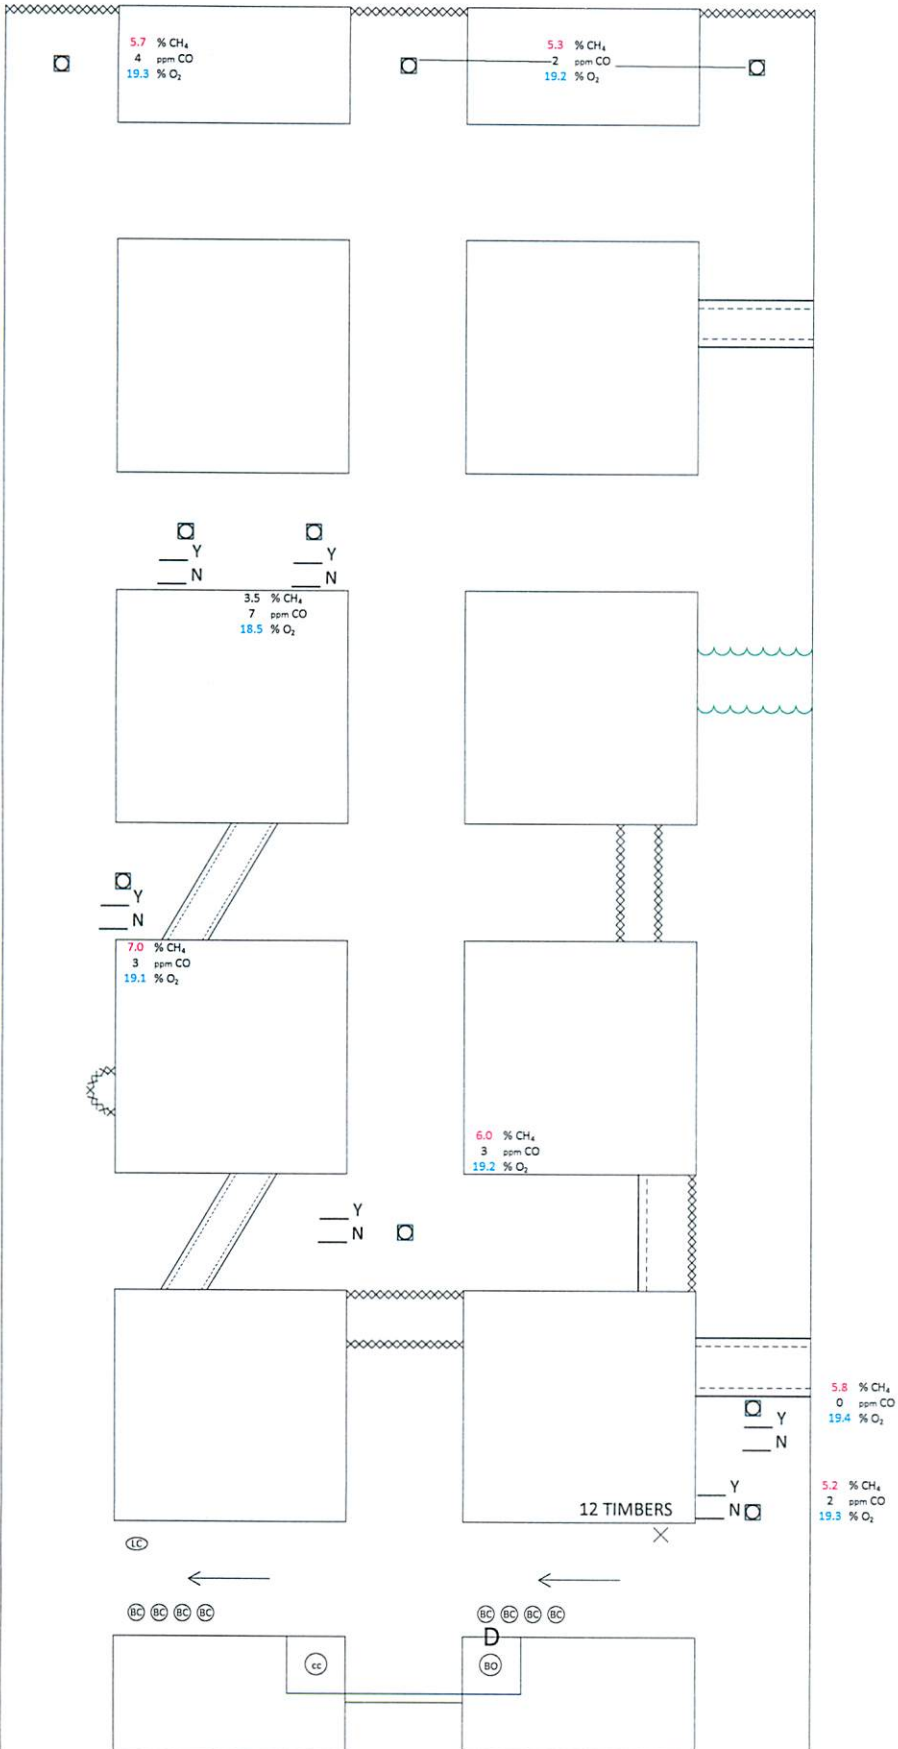 5.7 % CH₄
4 ppm CO
19.3 % O₂
5.3 % CH₄
2 ppm CO
19.2 % O₂
Y
N
Y
N
3.5 % CH₄
7 ppm CO
18.5 % O₂
Y
N
7.0 % CH₄
3 ppm CO
19.1 % O₂
6.0 % CH₄
3 ppm CO
19.2 % O₂
Y
N
5.8 % CH₄
0 ppm CO
19.4 % O₂
Y
N
5.2 % CH₄
2 ppm CO
19.3 % O₂
Y
N
12 TIMBERS
LC
BC BC BC BC
BC BC BC BC
D
cc
BO